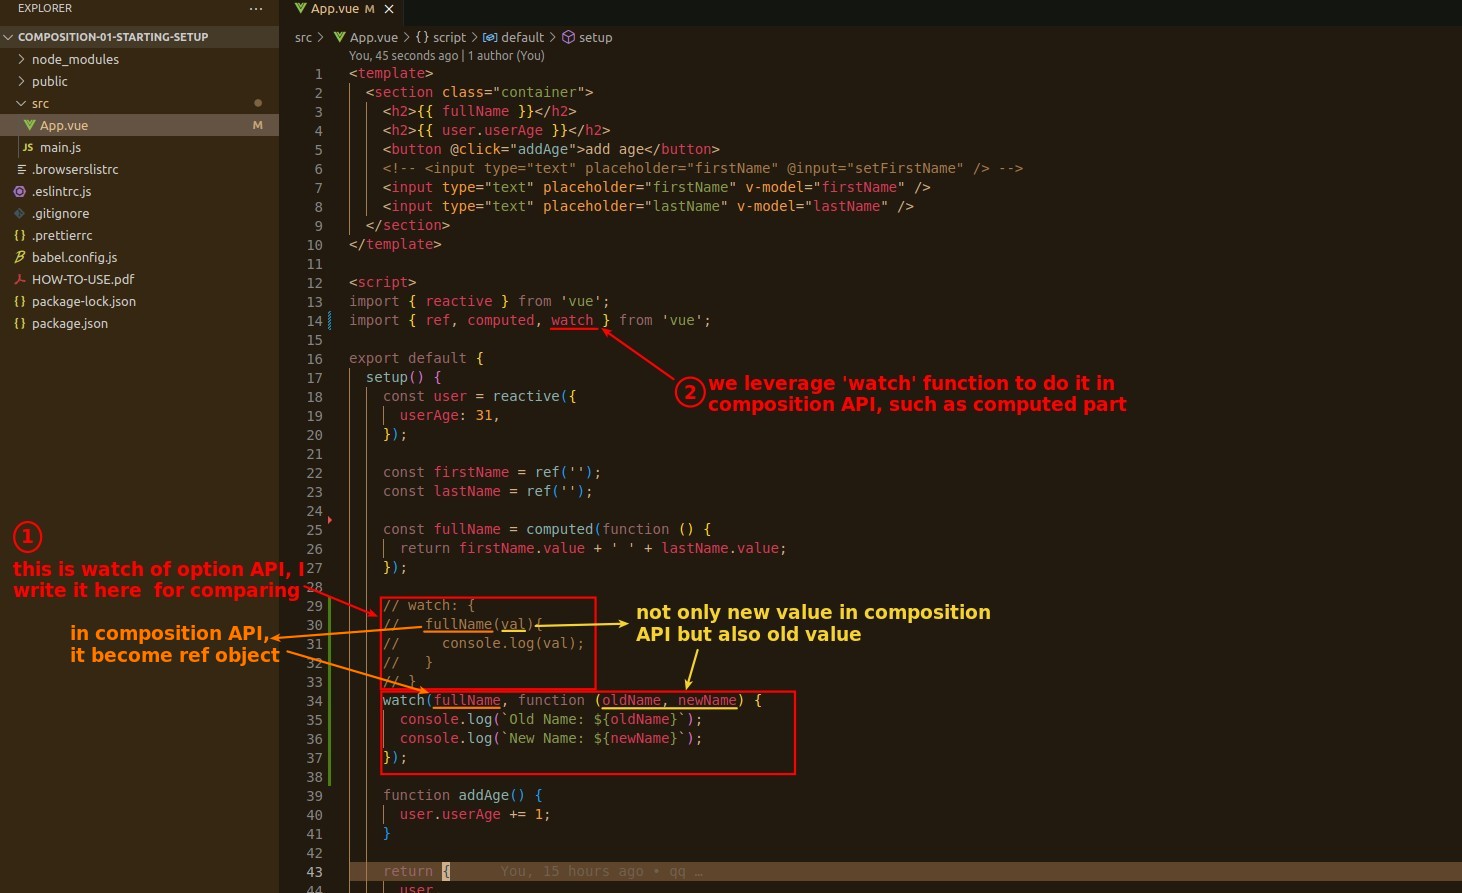 EXPLORER
···
App.vue M ×
COMPOSITION-01-STARTING-SETUP
node_modules
public
src
App.vue M
JS main.js
.browserslistrc
.eslintrc.js
.gitignore
{} .prettierrc
babel.config.js
HOW-TO-USE.pdf
{} package-lock.json
{} package.json
src > App.vue > {} script > default > setup
You, 45 seconds ago | 1 author (You)
1 <template>
2 <section class="container">
3 <h2>{{ fullName }}</h2>
4 <h2>{{ user.userAge }}</h2>
5 <button @click="addAge">add age</button>
6 <!-- <input type="text" placeholder="firstName" @input="setFirstName" /> -->
7 <input type="text" placeholder="firstName" v-model="firstName" />
8 <input type="text" placeholder="lastName" v-model="lastName" />
9 </section>
10 </template>
11
12 <script>
13 import { reactive } from 'vue';
14 import { ref, computed, watch } from 'vue';
15
16 export default {
17 setup() {
18 const user = reactive({
19 userAge: 31,
20 });
21
22 const firstName = ref('');
23 const lastName = ref('');
24
25 const fullName = computed(function () {
26 return firstName.value + ' ' + lastName.value;
27 });
28
29 // watch: {
30 // fullName(val){
31 // console.log(val);
32 // }
33 // }
34 watch(fullName, function (oldName, newName) {
35 console.log(`Old Name: ${oldName}`);
36 console.log(`New Name: ${newName}`);
37 });
38
39 function addAge() {
40 user.userAge += 1;
41 }
42
43 return { You, 15 hours ago • qq …
44 user,
2 we leverage 'watch' function to do it in
composition API, such as computed part
1
this is watch of option API, I
write it here for comparing
in composition API,
it become ref object
not only new value in composition
API but also old value